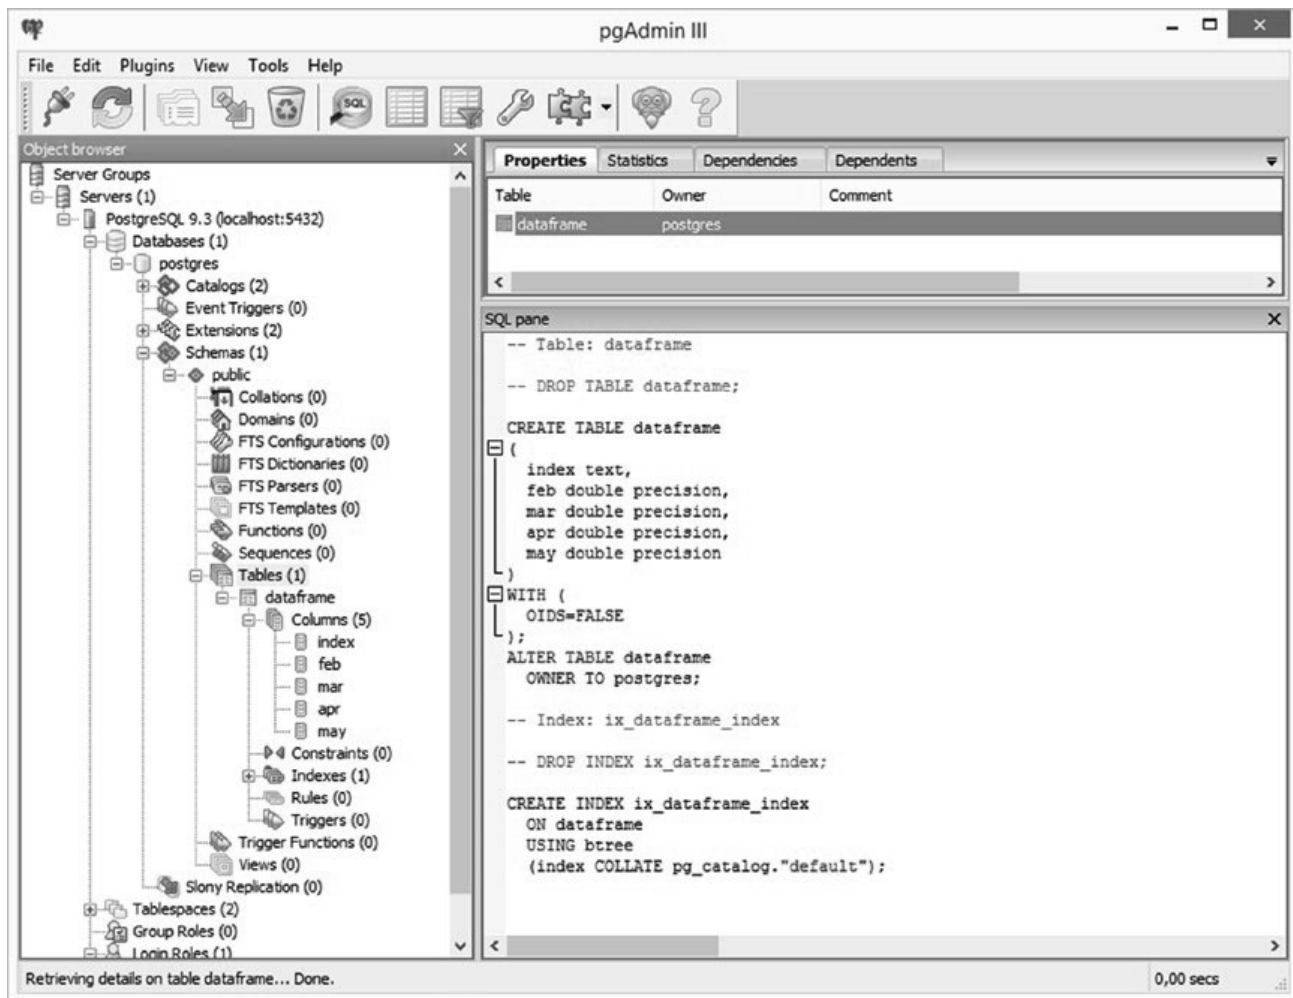 pgAdmin III
File Edit Plugins View Tools Help
SQL
Object browser
Server Groups
Servers (1)
PostgreSQL 9.3 (localhost:5432)
Databases (1)
postgres
Catalogs (2)
Event Triggers (0)
Extensions (2)
Schemas (1)
public
Collations (0)
Domains (0)
FTS Configurations (0)
FTS Dictionaries (0)
FTS Parsers (0)
FTS Templates (0)
Functions (0)
Sequences (0)
Tables (1)
dataframe
Columns (5)
index
feb
mar
apr
may
Constraints (0)
Indexes (1)
Rules (0)
Triggers (0)
Trigger Functions (0)
Views (0)
Slony Replication (0)
Tablespaces (2)
Group Roles (0)
Login Roles (1)
Properties Statistics Dependencies Dependents
Table Owner Comment
dataframe postgres
SQL pane
-- Table: dataframe
-- DROP TABLE dataframe;
CREATE TABLE dataframe
(
index text,
feb double precision,
mar double precision,
apr double precision,
may double precision
)
WITH (
OIDS=FALSE
);
ALTER TABLE dataframe
OWNER TO postgres;
-- Index: ix_dataframe_index
-- DROP INDEX ix_dataframe_index;
CREATE INDEX ix_dataframe_index
ON dataframe
USING btree
(index COLLATE pg_catalog."default");
Retrieving details on table dataframe... Done.
0,00 secs